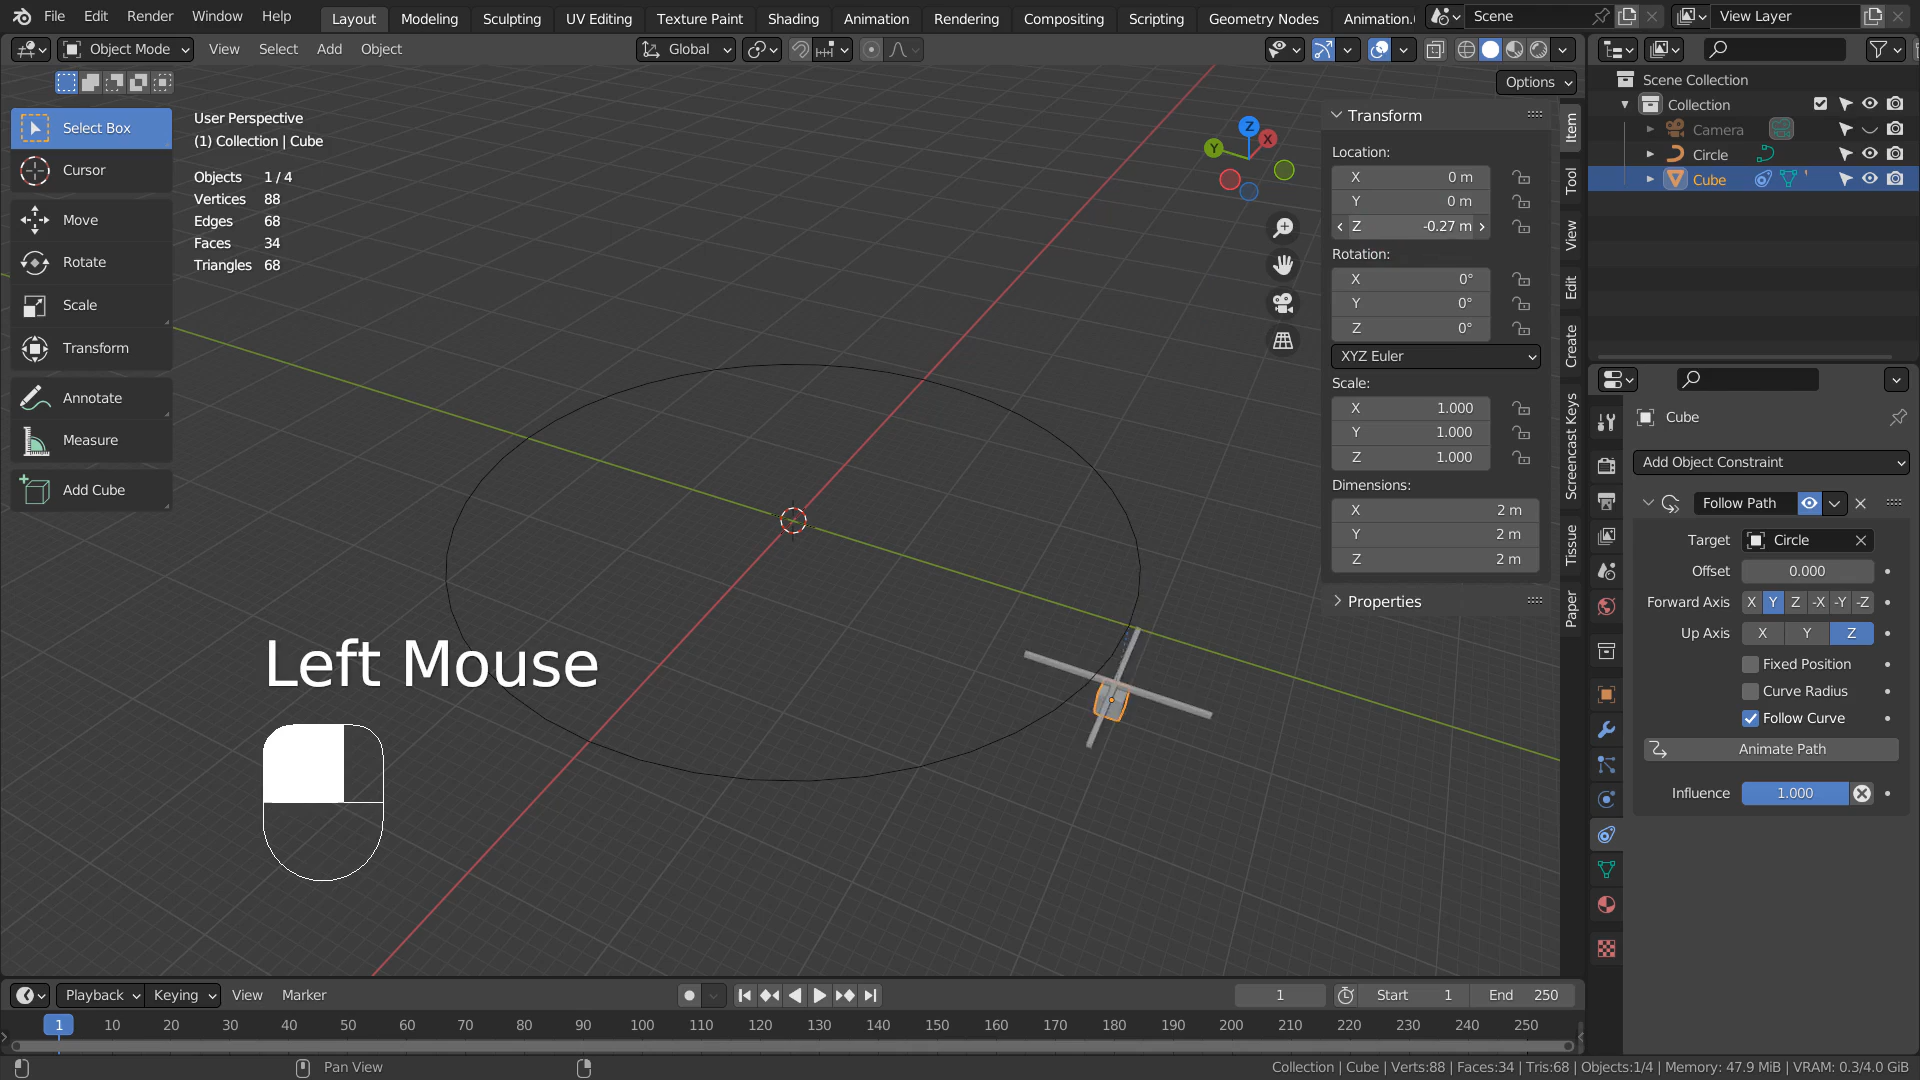 File Edit Render Window Help Layout Modeling Sculpting UV Editing Texture Paint Shading Animation Rendering Compositing Scripting Geometry Nodes Animation. Scene View Layer
Object Mode View Select Add Object Global
Options
Select Box
Cursor
Move
Rotate
Scale
Transform
Annotate
Measure
Add Cube
User Perspective
(1) Collection | Cube
Objects 1 / 4
Vertices 88
Edges 68
Faces 34
Triangles 68
Z
X
Y
Left Mouse
Transform
Location:
X 0 m
Y 0 m
Z -0.27 m
Rotation:
X 0°
Y 0°
Z 0°
XYZ Euler
Scale:
X 1.000
Y 1.000
Z 1.000
Dimensions:
X 2 m
Y 2 m
Z 2 m
Properties
Item
Tool
View
Edit
Create
Screencast Keys
Tissue
Paper
Scene Collection
Collection
Camera
Circle
Cube
Cube
Add Object Constraint
Follow Path
Target Circle
Offset 0.000
Forward Axis X Y Z -X -Y -Z
Up Axis X Y Z
Fixed Position
Curve Radius
Follow Curve
Animate Path
Influence 1.000
Playback Keying View Marker 1 Start 1 End 250
1 10 20 30 40 50 60 70 80 90 100 110 120 130 140 150 160 170 180 190 200 210 220 230 240 250
Pan View
Collection | Cube | Verts:88 | Faces:34 | Tris:68 | Objects:1/4 | Memory: 47.9 MiB | VRAM: 0.3/4.0 GiB